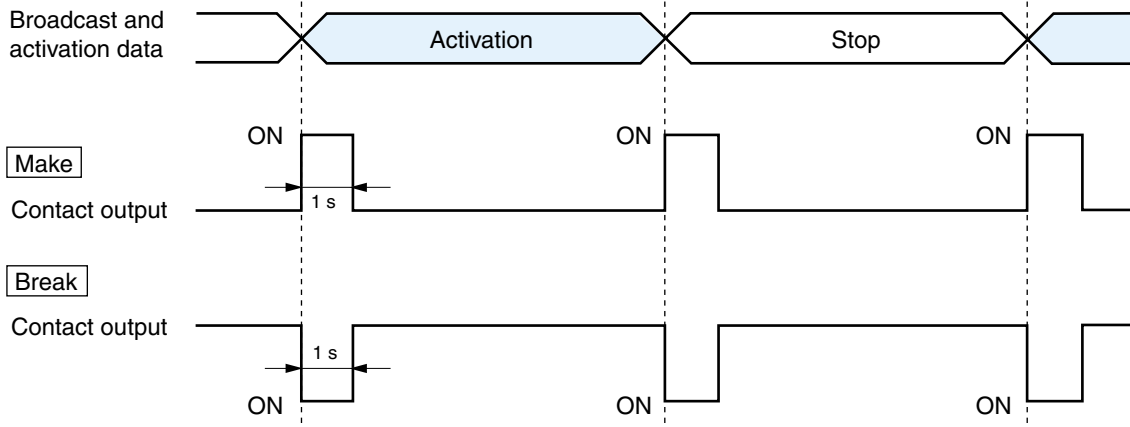 Broadcast and
activation data
Activation
Stop
ON
ON
ON
Make
1 s
Contact output
Break
Contact output
1 s
ON
ON
ON